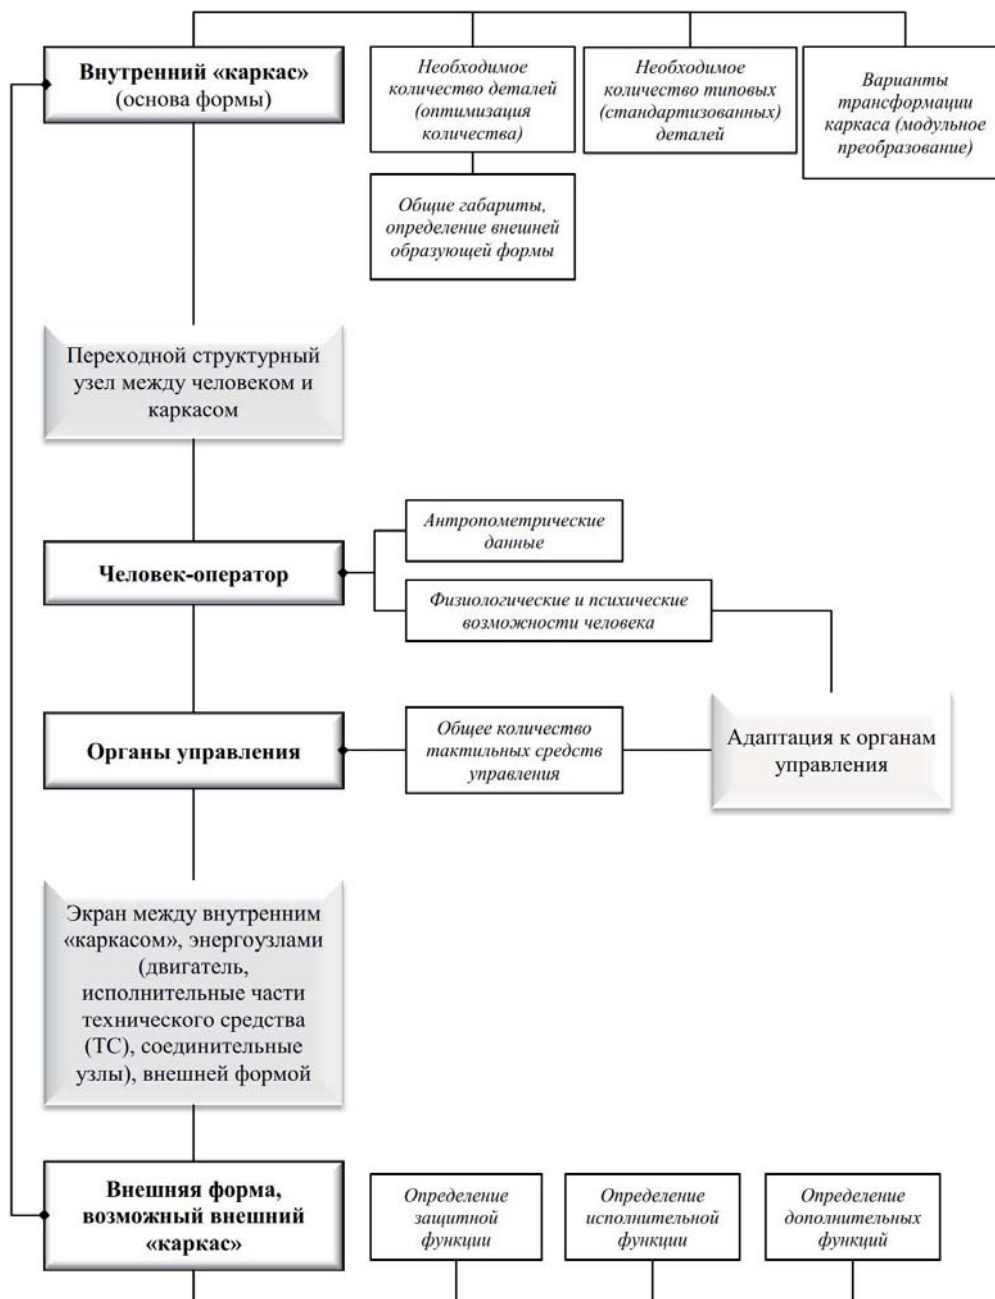 Внутренний «каркас»
(основа формы)
Необходимое
количество деталей
(оптимизация
количества)
Необходимое
количество типовых
(стандартизованных)
деталей
Варианты
трансформации
каркаса (модульное
преобразование)
Общие габариты,
определение внешней
образующей формы
Переходной структурный
узел между человеком и
каркасом
Антропометрические
данные
Человек-оператор
Физиологические и психические
возможности человека
Органы управления
Общее количество
тактильных средств
управления
Адаптация к органам
управления
Экран между внутренним
«каркасом», энергоузлами
(двигатель,
исполнительные части
технического средства
(ТС), соединительные
узлы), внешней формой
Внешняя форма,
возможный внешний
«каркас»
Определение
защитной
функции
Определение
исполнительной
функции
Определение
дополнительных
функций